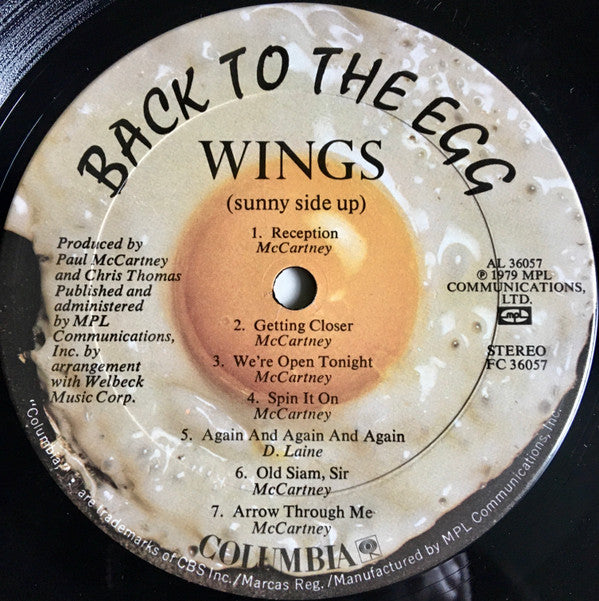 BACK TO THE EGG
WINGS
(sunny side up)
1. Reception
McCartney
Produced by
Paul McCartney
and Chris Thomas
Published and
administered
by MPL
Communications,
Inc. by
arrangement
with Welbeck
Music Corp.
AL 36057
℗ 1979 MPL
COMMUNICATIONS,
LTD.
mpl
STEREO
FC 36057
2. Getting Closer
McCartney
3. We're Open Tonight
McCartney
4. Spin It On
McCartney
5. Again And Again And Again
D. Laine
6. Old Siam, Sir
McCartney
7. Arrow Through Me
McCartney
COLUMBIA
"Columbia," are trademarks of CBS Inc./Marcas Reg./Manufactured by MPL Communications, Inc.